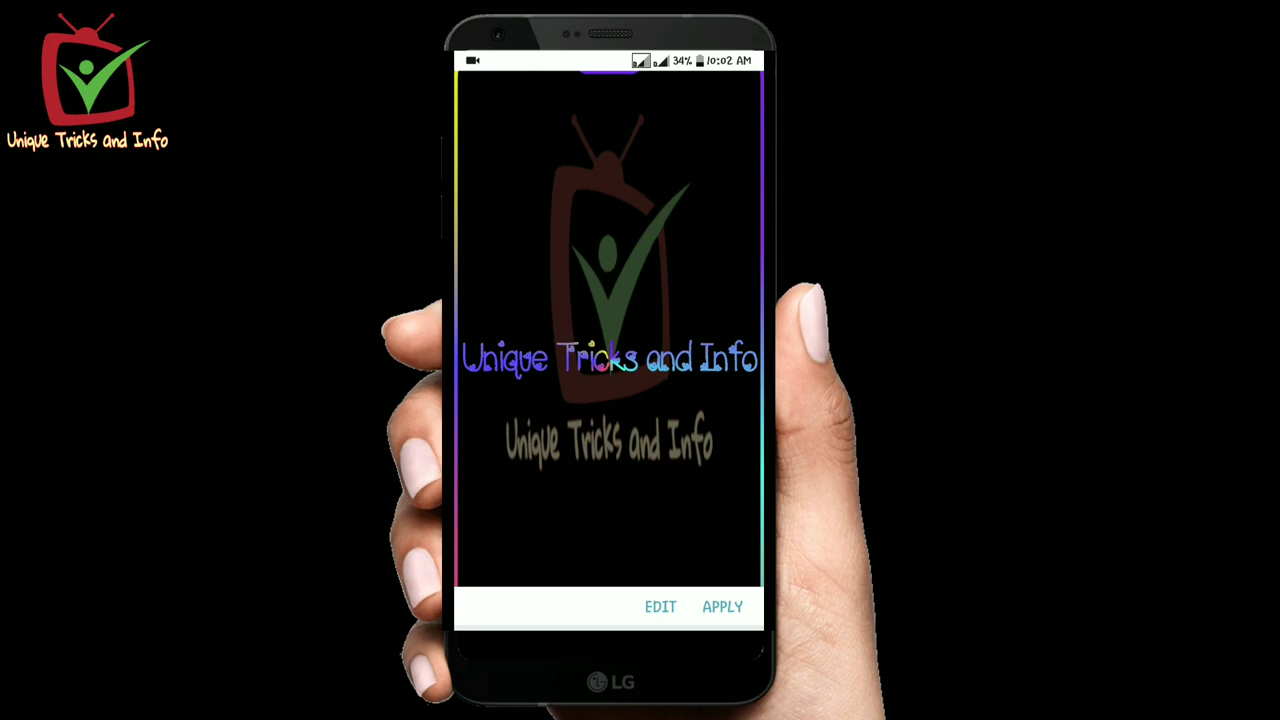 Unique Tricks and Info
34% 10:02 AM
Unique Tricks and Info
Unique Tricks and Info
EDIT APPLY
LG